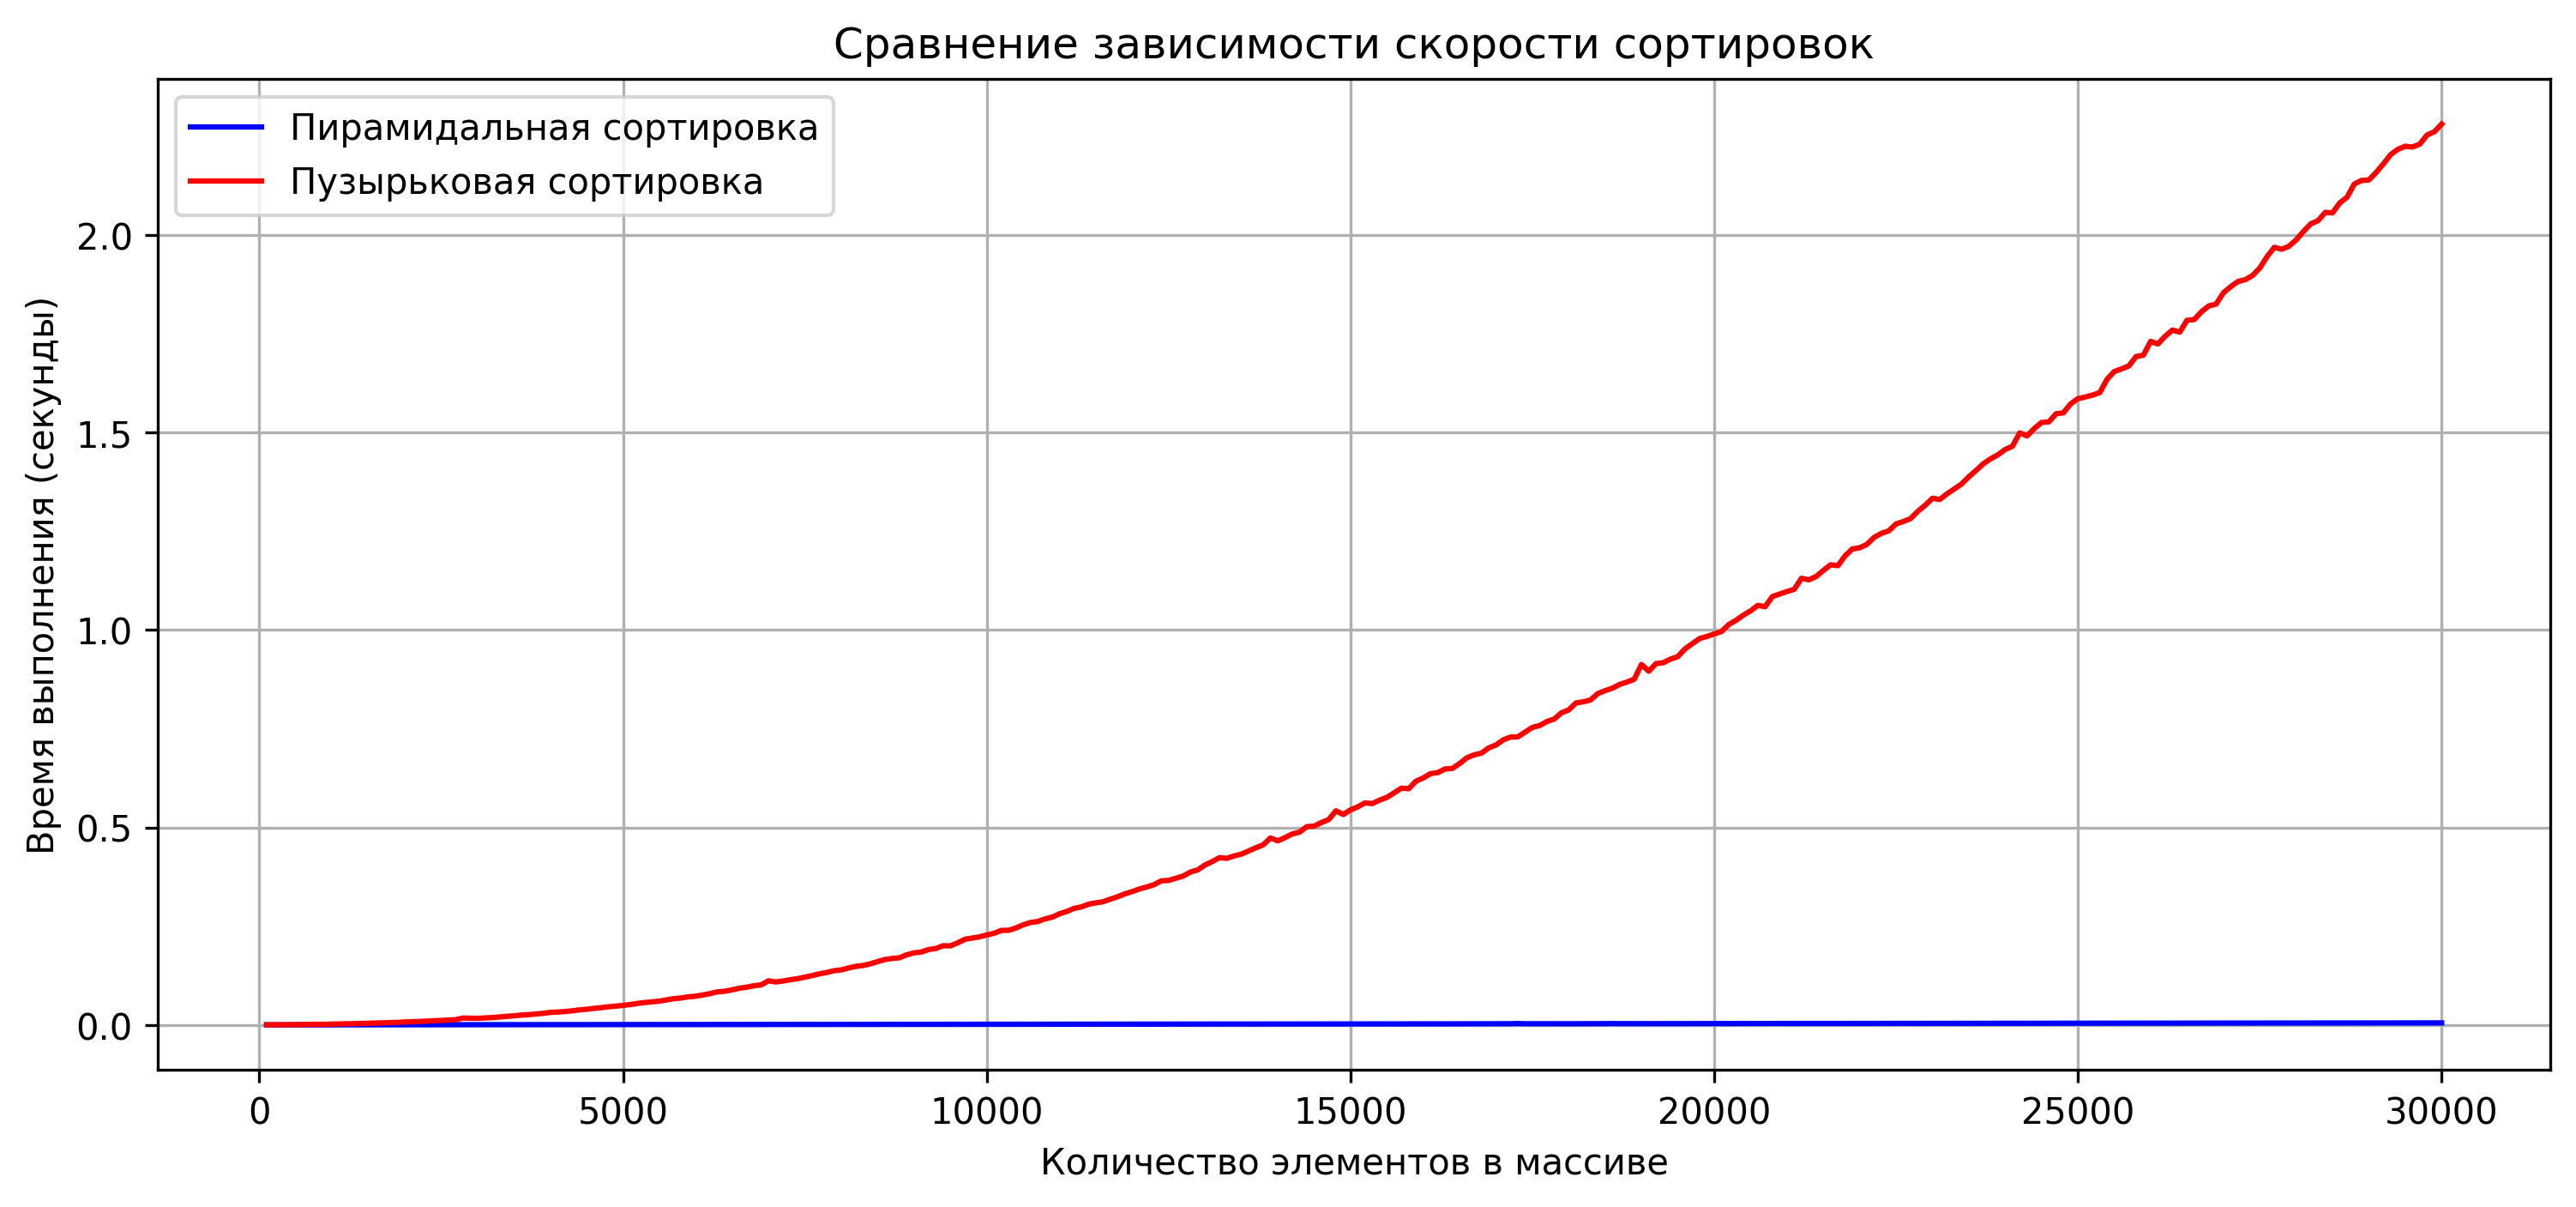 Сравнение зависимости скорости сортировок
Пирамидальная сортировка
Пузырьковая сортировка
Время выполнения (секунды)
2.0
1.5
1.0
0.5
0.0
0 5000 10000 15000 20000 25000 30000
Количество элементов в массиве